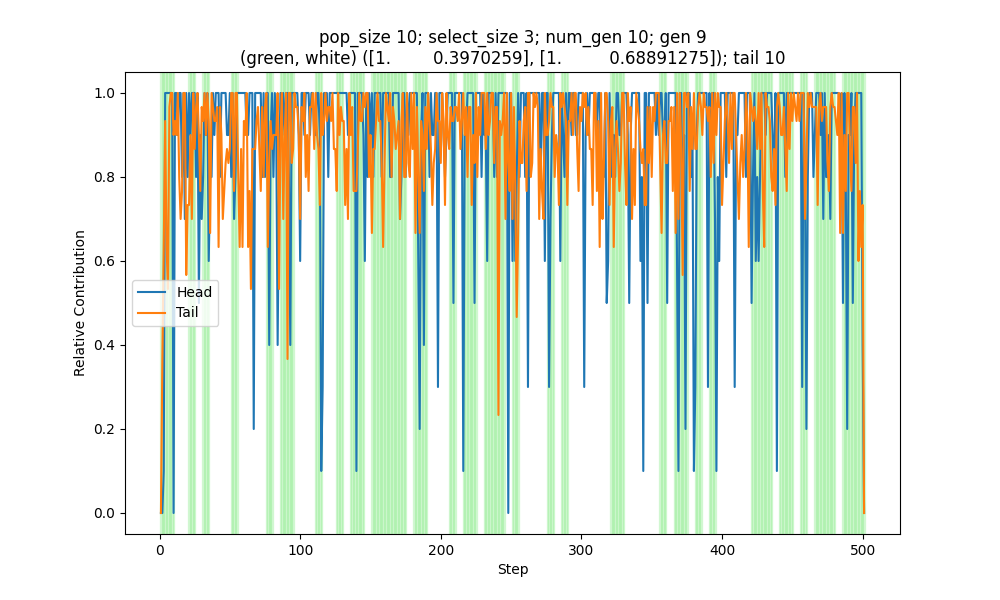 pop_size 10; select_size 3; num_gen 10; gen 9
(green, white) ([1. 0.3970259], [1. 0.68891275]); tail 10
1.0
0.8
0.6
0.4
0.2
0.0
Relative Contribution
Head
Tail
0 100 200 300 400 500
Step